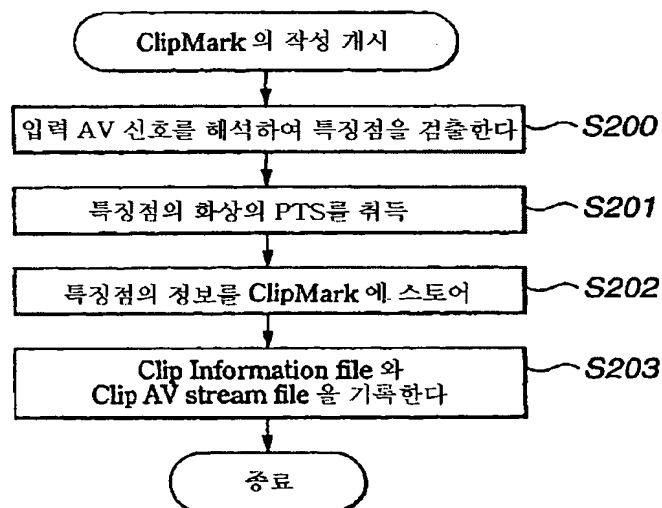 ClipMark 의 작성 개시
입력 AV 신호를 해석하여 특징점을 검출한다
S200
특징점의 화상의 PTS를 취득
S201
특징점의 정보를 ClipMark 에 스토어
S202
Clip Information file 와
Clip AV stream file 을 기록한다
S203
종료